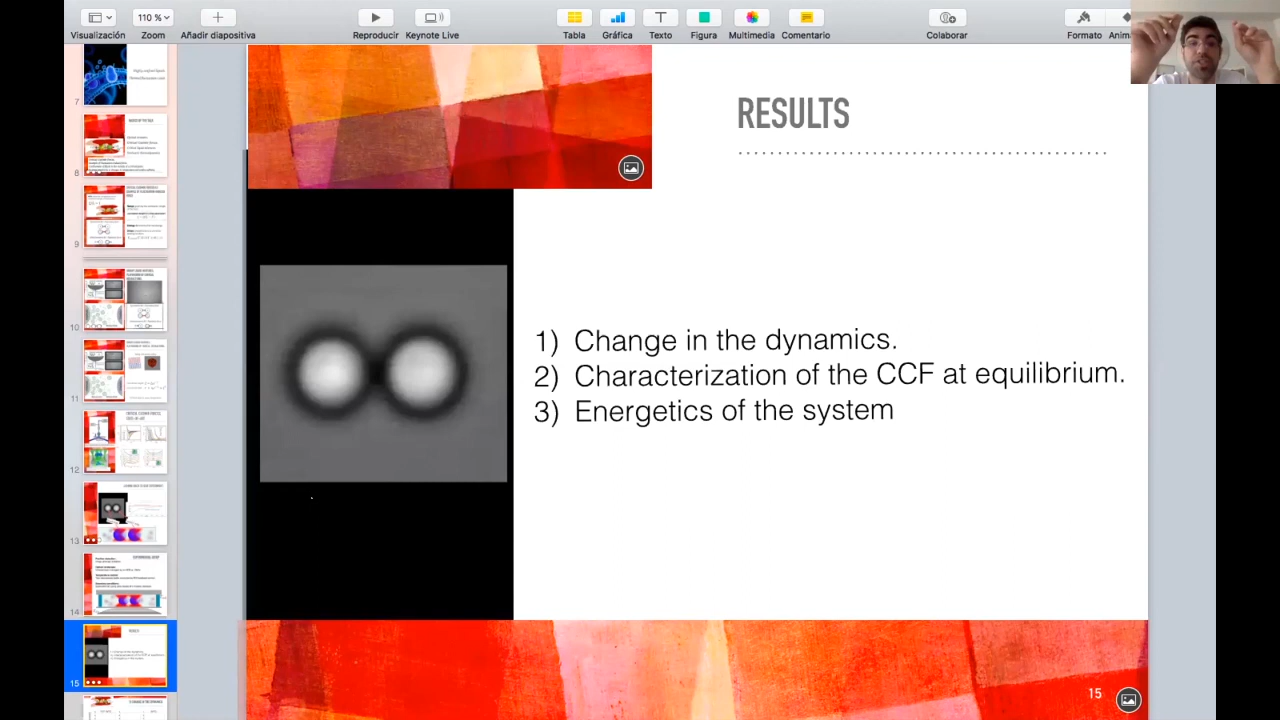 110 %
Visualización
Zoom
Añadir diapositiva
Reproducir
Keynote Live
Tabla
Gráfica
Texto
Figura
Multimedia
Comentario
Colaborar
Formato
RESULTS
1) Change in the dynamics.
2) Characterization of the CCF at equilibrium.
3) Energetics of the system
15
7
8
9
10
11
12
13
14
15